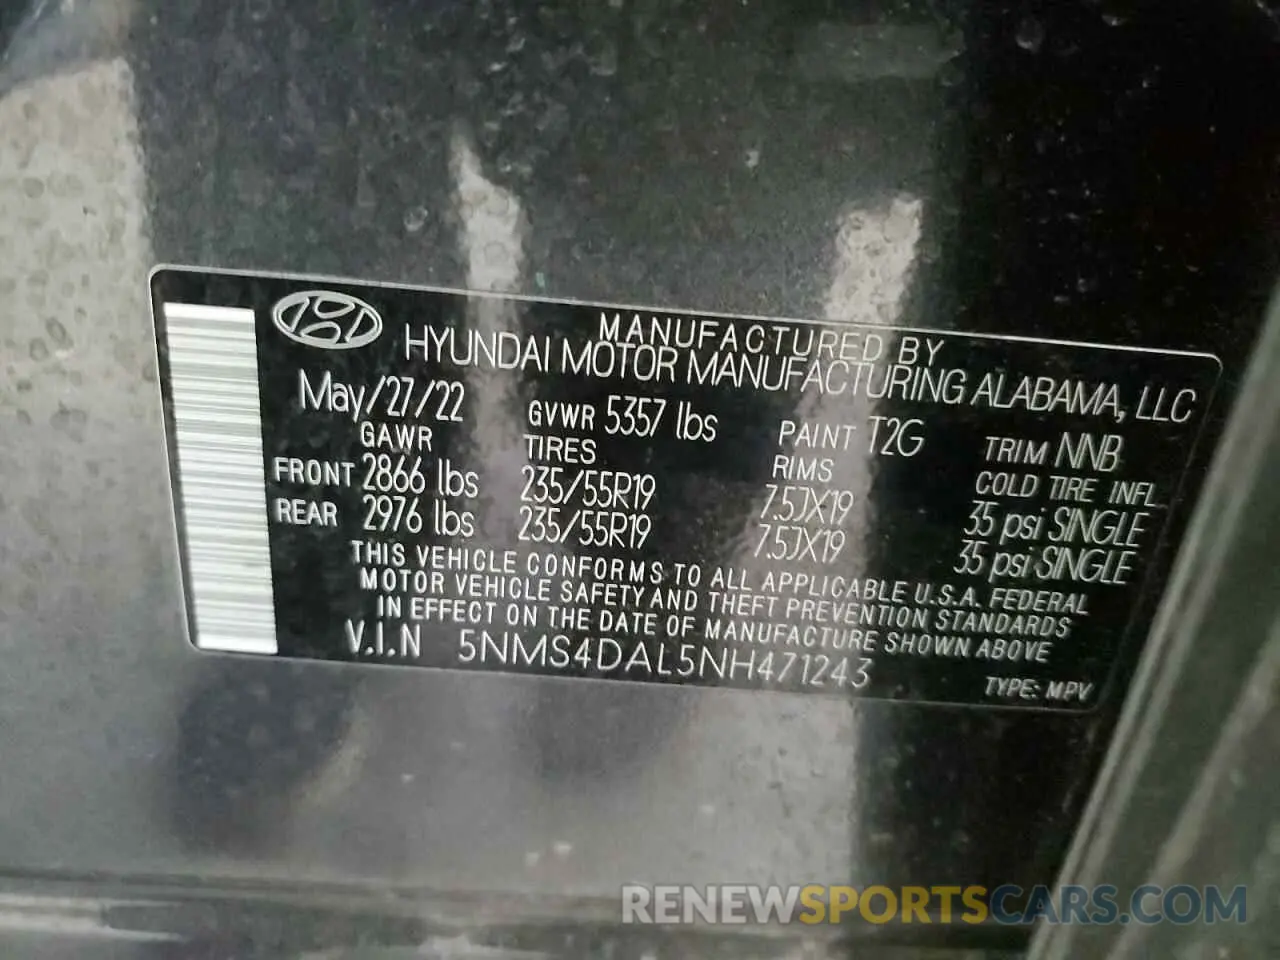 MANUFACTURED BY
HYUNDAI MOTOR MANUFACTURING ALABAMA, LLC
May/27/22 GVWR 5357 lbs PAINT T2G TRIM NNB
GAWR TIRES RIMS COLD TIRE INFL
FRONT 2866 lbs 235/55R19 7.5JX19 35 psi SINGLE
REAR 2976 lbs 235/55R19 7.5JX19 35 psi SINGLE
THIS VEHICLE CONFORMS TO ALL APPLICABLE U.S.A. FEDERAL
MOTOR VEHICLE SAFETY AND THEFT PREVENTION STANDARDS
IN EFFECT ON THE DATE OF MANUFACTURE SHOWN ABOVE
V.I.N 5NMS4DAL5NH471243 TYPE: MPV
RENEWSPORTSCARS.COM